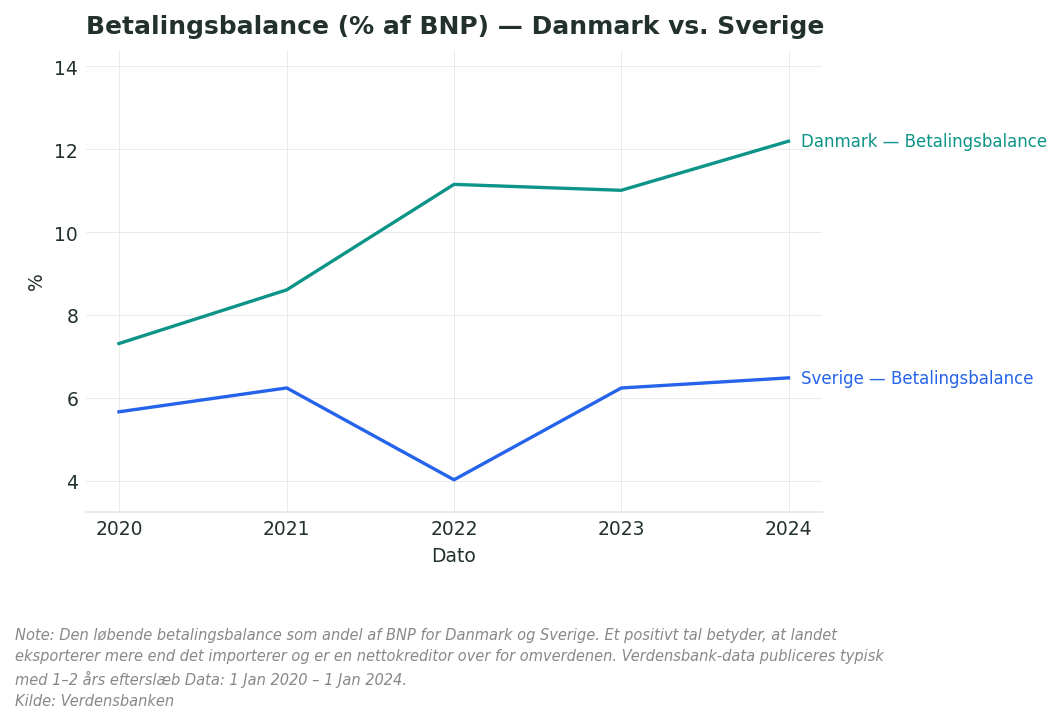 Betalingsbalance (% af BNP) — Danmark vs. Sverige
14
12
10
8
6
4
%
Danmark — Betalingsbalance
Sverige — Betalingsbalance
2020
2021
2022
2023
2024
Dato
Note: Den løbende betalingsbalance som andel af BNP for Danmark og Sverige. Et positivt tal betyder, at landet
eksporterer mere end det importerer og er en nettokreditor over for omverdenen. Verdensbank-data publiceres typisk
med 1–2 års efterslæb Data: 1 Jan 2020 – 1 Jan 2024.
Kilde: Verdensbanken